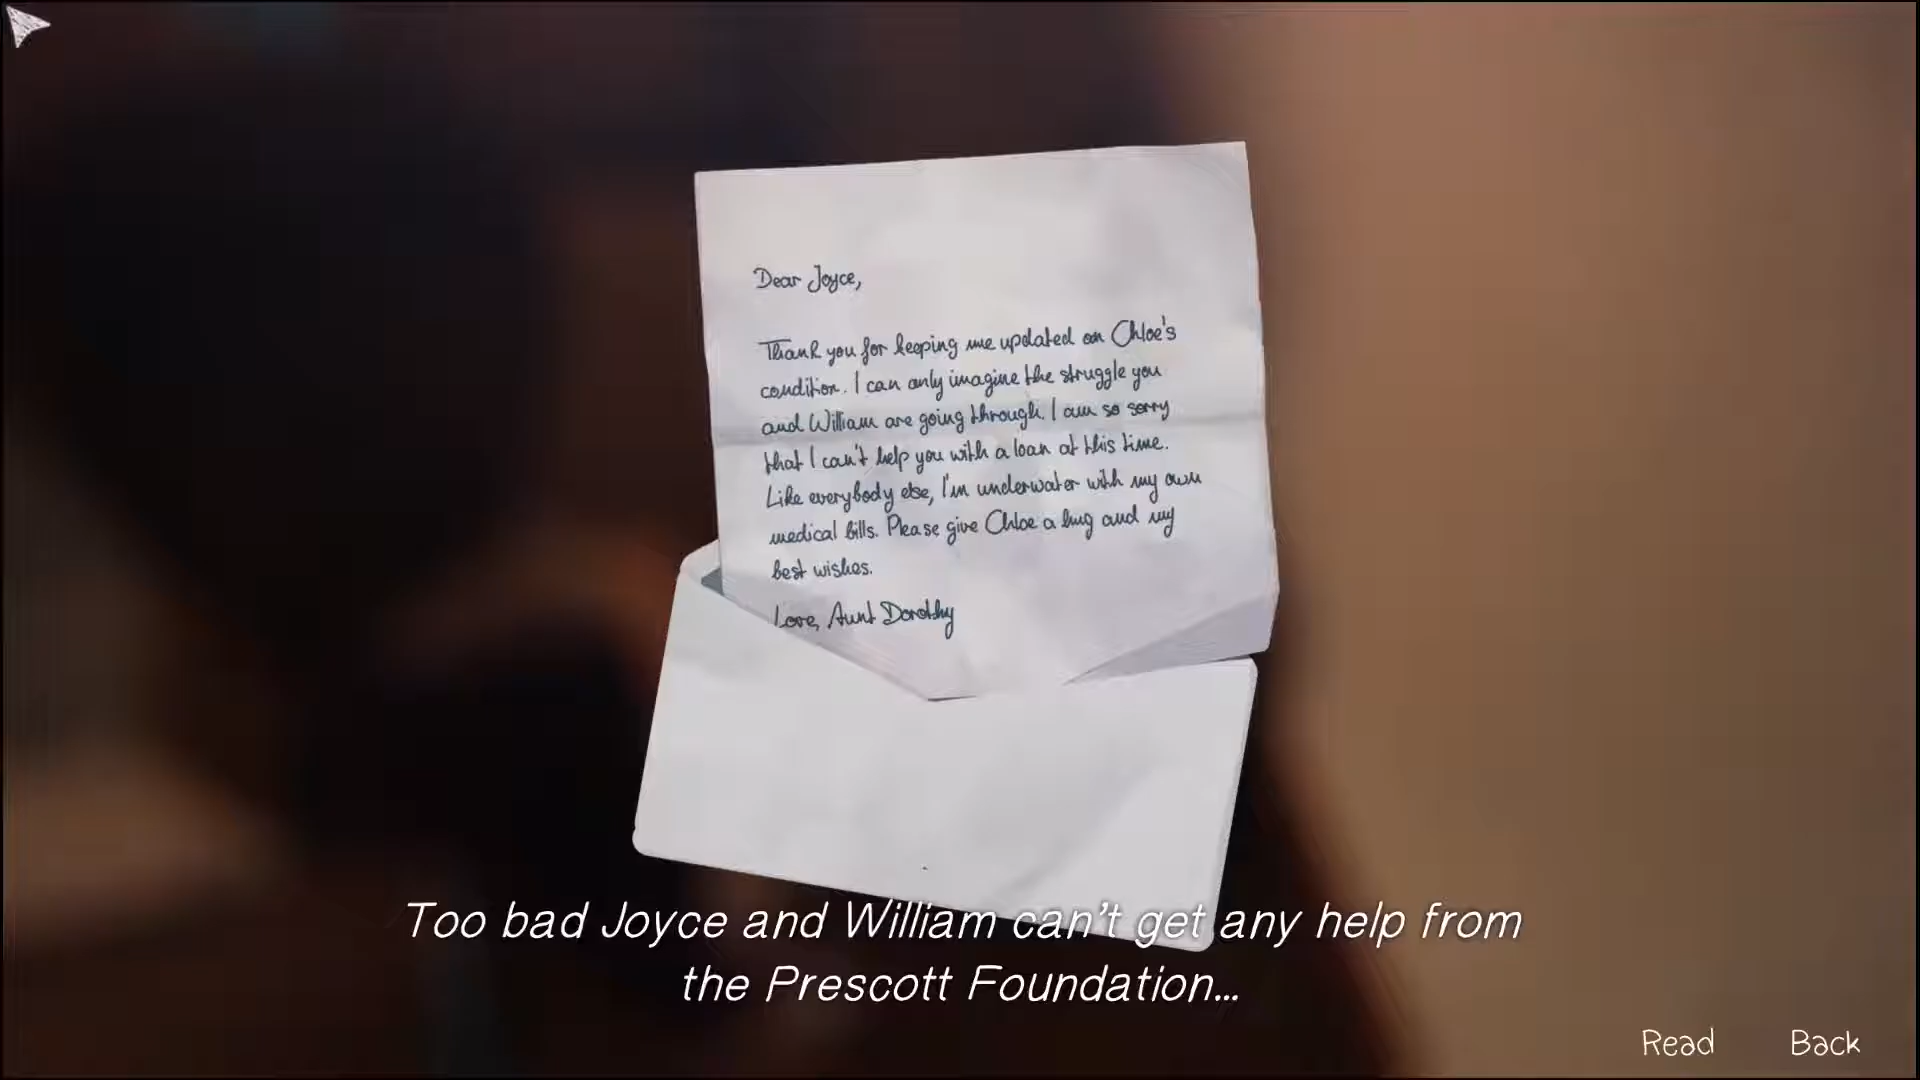 Dear Joyce,
Thank you for keeping me updated on Chloe's
condition. I can only imagine the struggle you
and William are going through. I am so sorry
that I can't help you with a loan at this time.
Like everybody else, I'm underwater with my own
medical bills. Please give Chloe a hug and my
best wishes.
Love, Aunt Dorothy
Too bad Joyce and William can't get any help from
the Prescott Foundation...
Read Back